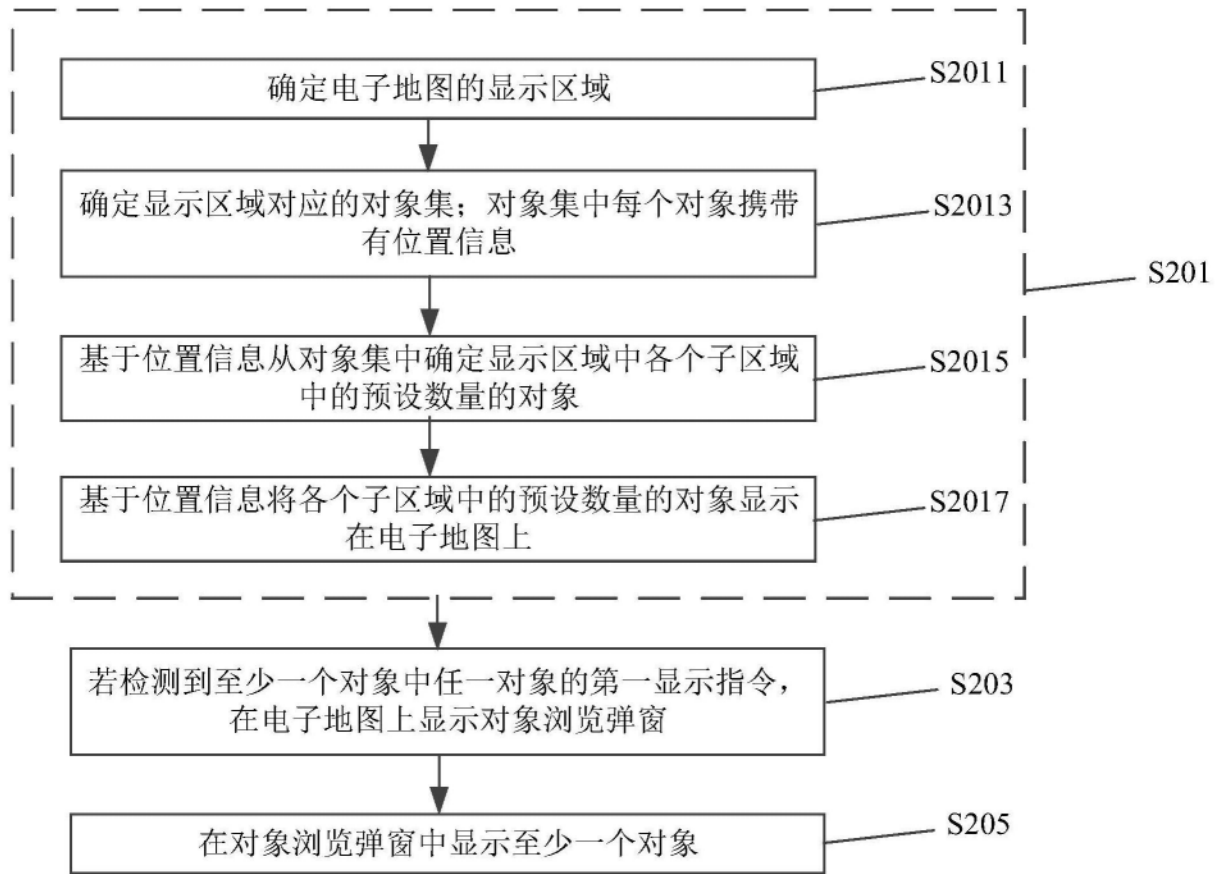 确定电子地图的显示区域
S2011
确定显示区域对应的对象集；对象集中每个对象携带
有位置信息
S2013
S201
基于位置信息从对象集中确定显示区域中各个子区域
中的预设数量的对象
S2015
基于位置信息将各个子区域中的预设数量的对象显示
在电子地图上
S2017
若检测到至少一个对象中任一对象的第一显示指令，
在电子地图上显示对象浏览弹窗
S203
在对象浏览弹窗中显示至少一个对象
S205